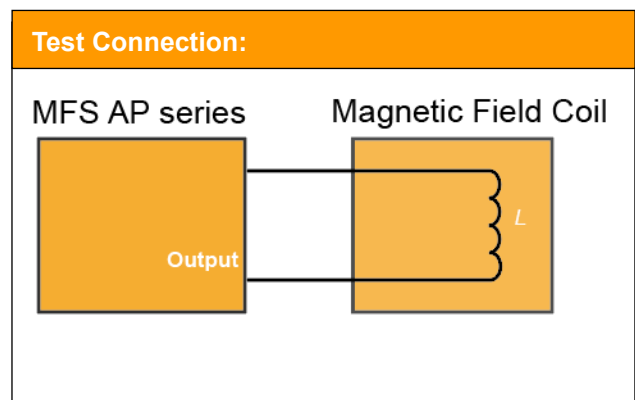 Test Connection:
MFS AP series
Magnetic Field Coil
L
Output